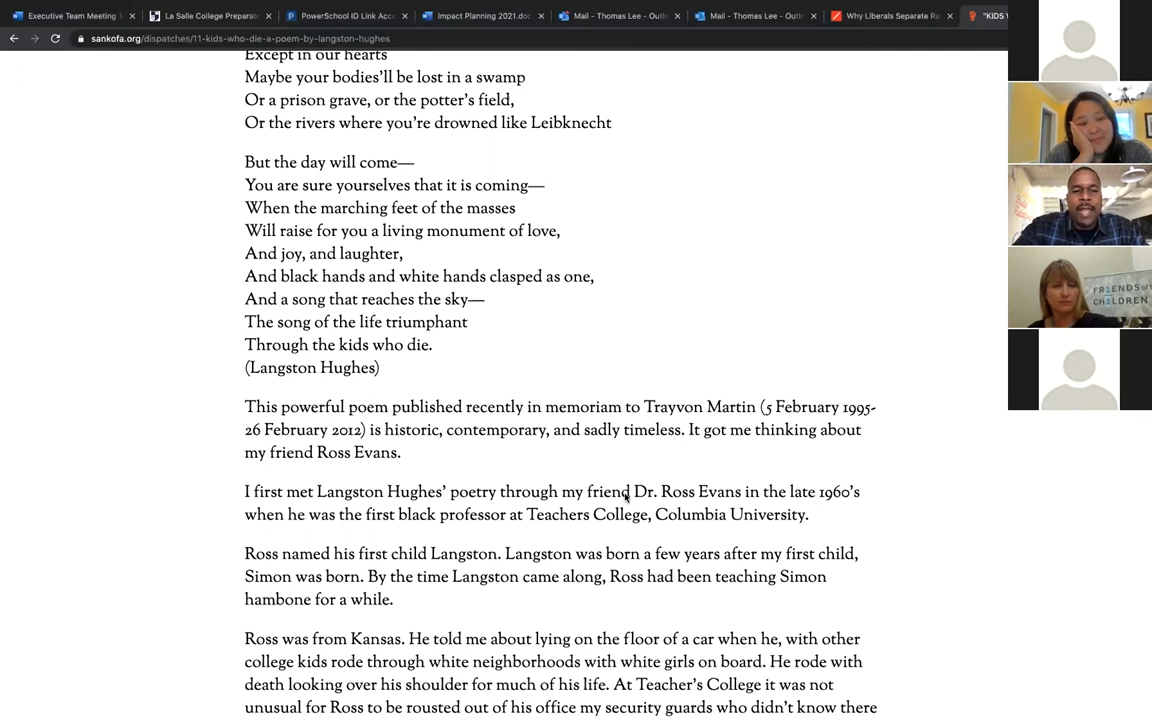 Executive Team Meeting T
La Salle College Preparat
PowerSchool ID Link Acc
Impact Planning 2021.doc
Mail - Thomas Lee - Outl
Mail - Thomas Lee - Outl
Why Liberals Separate Ra
"KIDS W
sankofa.org/dispatches/11-kids-who-die-a-poem-by-langston-hughes
Except in our hearts
Maybe your bodies'll be lost in a swamp
Or a prison grave, or the potter's field,
Or the rivers where you're drowned like Leibknecht
But the day will come—
You are sure yourselves that it is coming—
When the marching feet of the masses
Will raise for you a living monument of love,
And joy, and laughter,
And black hands and white hands clasped as one,
And a song that reaches the sky—
The song of the life triumphant
Through the kids who die.
(Langston Hughes)
This powerful poem published recently in memoriam to Trayvon Martin (5 February 1995-
26 February 2012) is historic, contemporary, and sadly timeless. It got me thinking about
my friend Ross Evans.
I first met Langston Hughes' poetry through my friend Dr. Ross Evans in the late 1960's
when he was the first black professor at Teachers College, Columbia University.
Ross named his first child Langston. Langston was born a few years after my first child,
Simon was born. By the time Langston came along, Ross had been teaching Simon
hambone for a while.
Ross was from Kansas. He told me about lying on the floor of a car when he, with other
college kids rode through white neighborhoods with white girls on board. He rode with
death looking over his shoulder for much of his life. At Teacher's College it was not
unusual for Ross to be rousted out of his office my security guards who didn't know there
FR1ENDS of
CH1LDREN